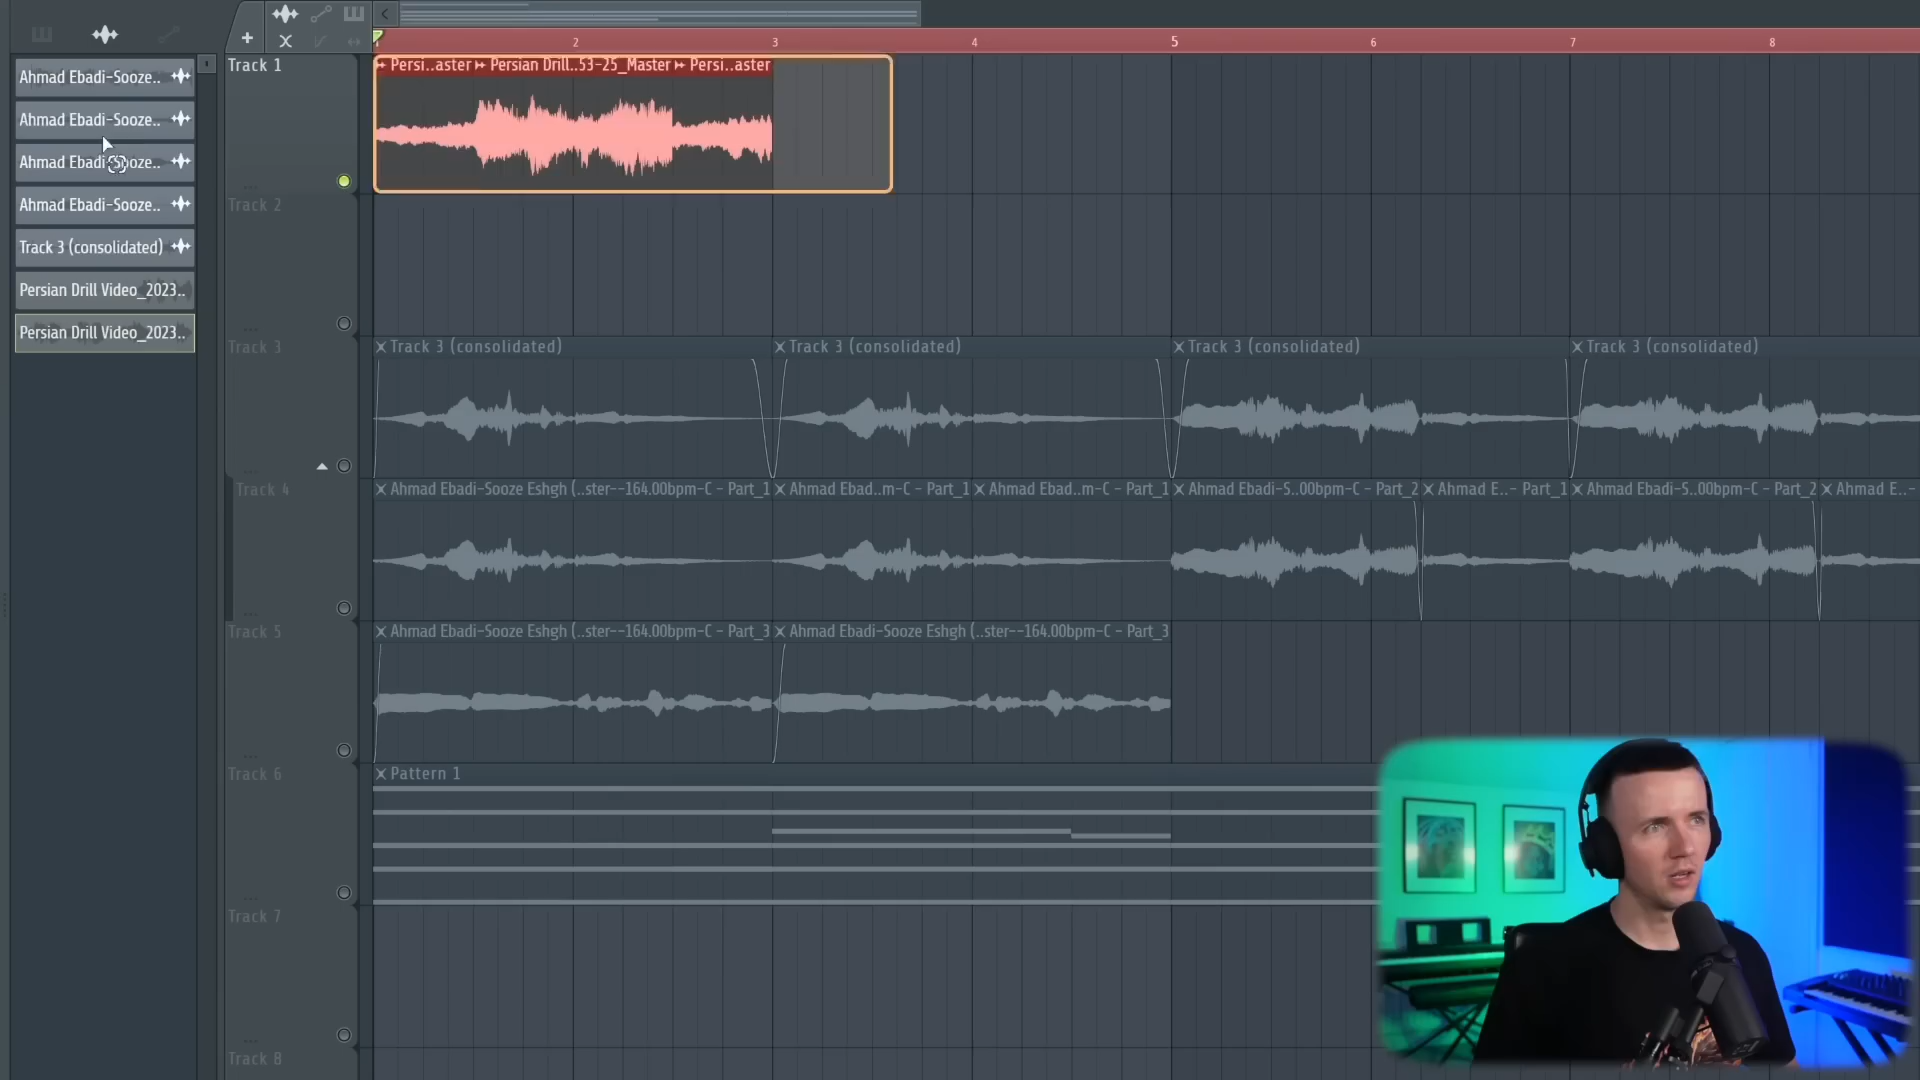 2 3 4 5 6 7 8
Track 1
Persi..aster Persian Drill..53-25_Master Persi..aster
Ahmad Ebadi-Sooze..
Ahmad Ebadi-Sooze..
Ahmad Ebadi-Sooze..
Ahmad Ebadi-Sooze..
Track 3 (consolidated)
Persian Drill Video_2023..
Persian Drill Video_2023..
Track 2
Track 3
Track 3 (consolidated) Track 3 (consolidated) Track 3 (consolidated) Track 3 (consolidated)
Track 4
Ahmad Ebadi-Sooze Eshgh (..ster--164.00bpm-C - Part_1 Ahmad Ebad..m-C - Part_1 Ahmad Ebad..m-C - Part_1 Ahmad Ebadi-S..00bpm-C - Part_2 Ahmad E..- Part_1 Ahmad Ebadi-S..00bpm-C - Part_2 Ahmad E..-
Track 5
Ahmad Ebadi-Sooze Eshgh (..ster--164.00bpm-C - Part_3 Ahmad Ebadi-Sooze Eshgh (..ster--164.00bpm-C - Part_3
Track 6
Pattern 1
Track 7
Track 8